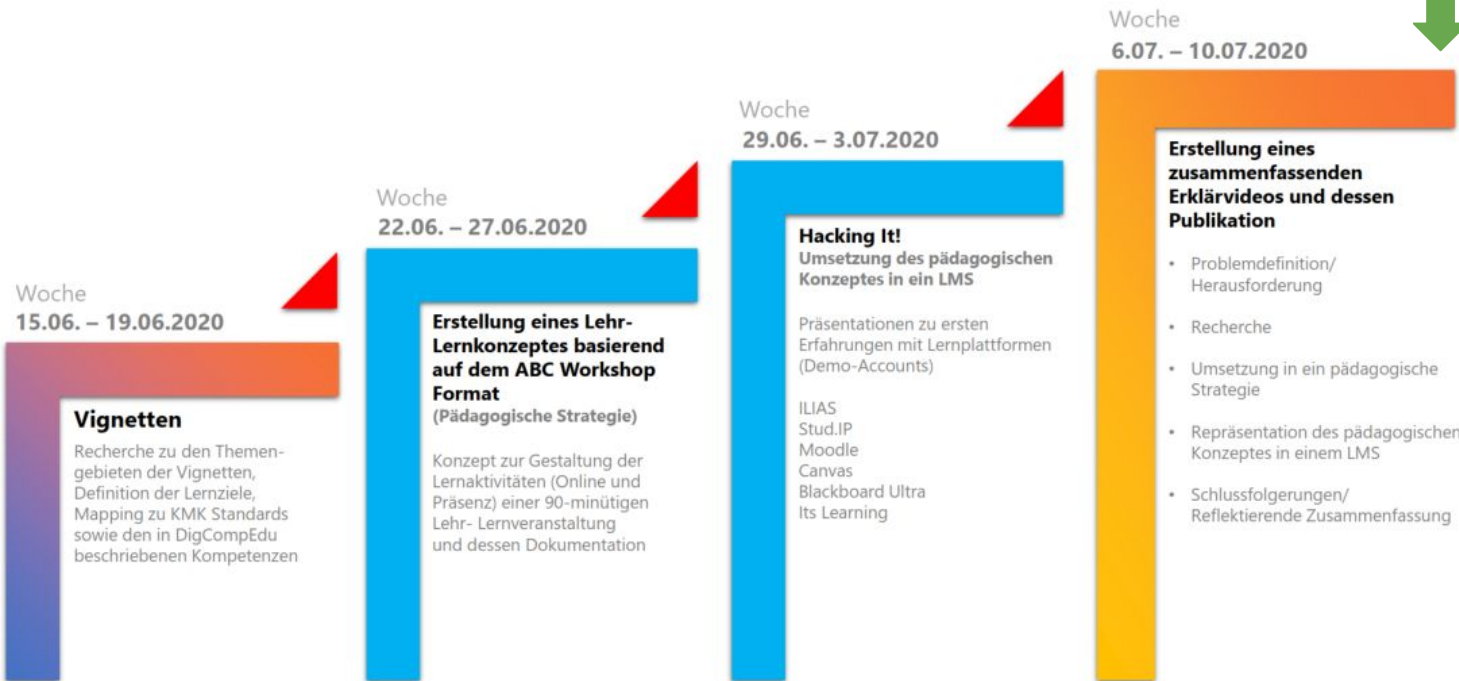 Woche
15.06. – 19.06.2020
Vignetten
Recherche zu den Themen-
gebieten der Vignetten,
Definition der Lernziele,
Mapping zu KMK Standards
sowie den in DigCompEdu
beschriebenen Kompetenzen
Woche
22.06. – 27.06.2020
Erstellung eines Lehr-
Lernkonzeptes basierend
auf dem ABC Workshop
Format
(Pädagogische Strategie)
Konzept zur Gestaltung der
Lernaktivitäten (Online und
Präsenz) einer 90-minütigen
Lehr- Lernveranstaltung
und dessen Dokumentation
Woche
29.06. – 3.07.2020
Hacking It!
Umsetzung des pädagogischen
Konzeptes in ein LMS
Präsentationen zu ersten
Erfahrungen mit Lernplattformen
(Demo-Accounts)
ILIAS
Stud.IP
Moodle
Canvas
Blackboard Ultra
Its Learning
Woche
6.07. – 10.07.2020
Erstellung eines
zusammenfassenden
Erklärvideos und dessen
Publikation
• Problemdefinition/
Herausforderung
• Recherche
• Umsetzung in ein pädagogische
Strategie
• Repräsentation des pädagogischen
Konzeptes in einem LMS
• Schlussfolgerungen/
Reflektierende Zusammenfassung